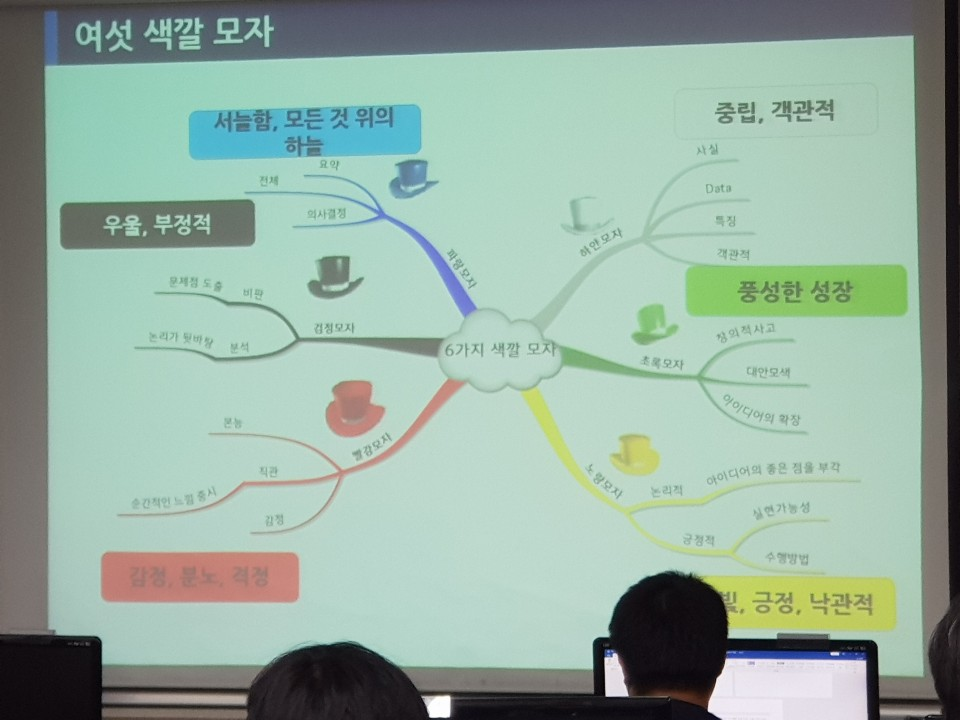 여섯 색깔 모자
서늘함, 모든 것 위의
하늘
요약
전체
의사결정
파랑모자
우울, 부정적
문제점 도출
비판
논리가 뒷바탕
분석
검정모자
6가지 색깔 모자
본능
직관
순간적인 느낌 중시
감정
빨강모자
감정, 분노, 격정
중립, 객관적
사실
Data
특징
객관적
하얀모자
풍성한 성장
창의적사고
대안모색
아이디어의 확장
초록모자
노랑모자
논리적
아이디어의 좋은 점을 부각
긍정적
실현가능성
수행방법
빛, 긍정, 낙관적